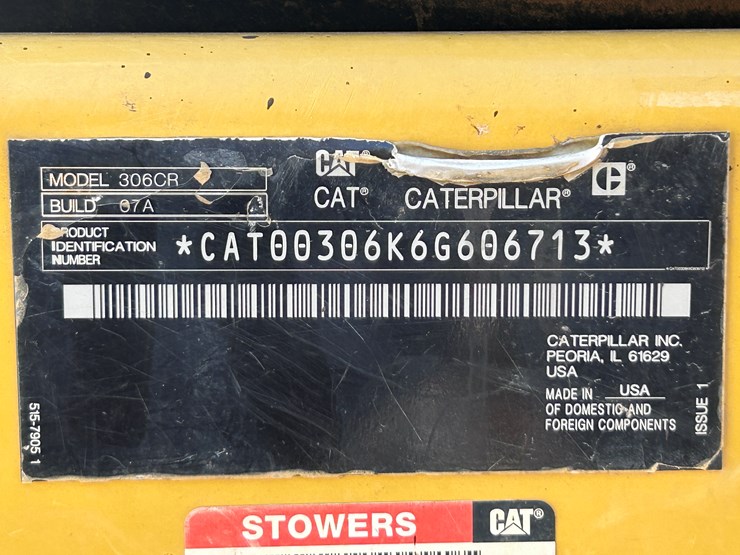 CAT®
MODEL 306CR
BUILD 07A
CAT® CATERPILLAR® C®
PRODUCT
IDENTIFICATION
NUMBER
*CAT00306K6G606713*
CATERPILLAR INC.
PEORIA, IL 61629
USA
MADE IN USA
OF DOMESTIC AND
FOREIGN COMPONENTS
ISSUE 1
515-7905 1
STOWERS CAT®